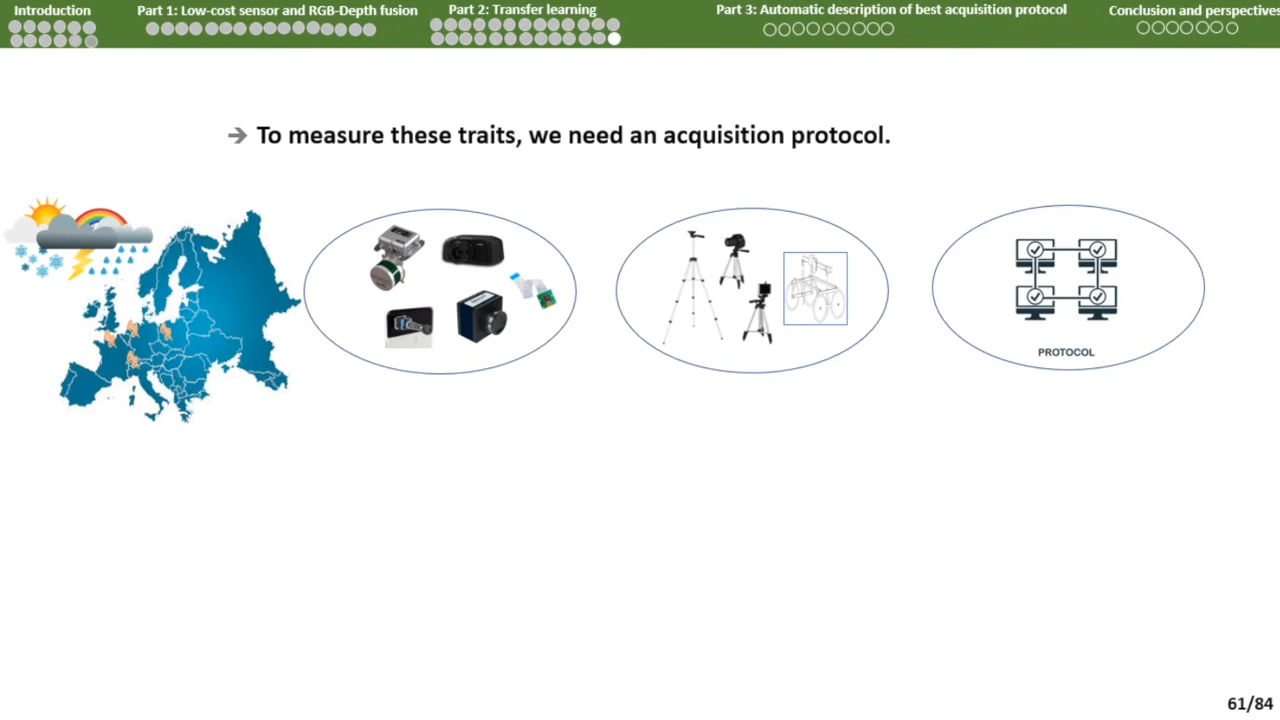 Introduction
Part 1: Low-cost sensor and RGB-Depth fusion
Part 2: Transfer learning
Part 3: Automatic description of best acquisition protocol
Conclusion and perspectives
→ To measure these traits, we need an acquisition protocol.
PROTOCOL
61/84